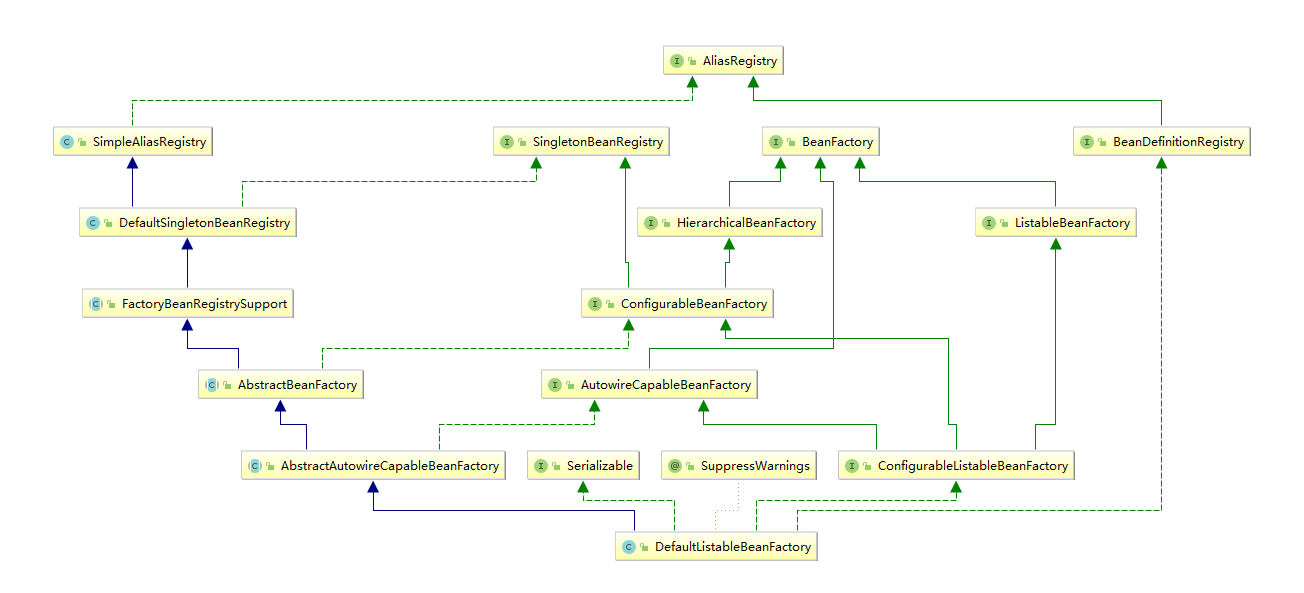 AliasRegistry
SimpleAliasRegistry
SingletonBeanRegistry
BeanFactory
BeanDefinitionRegistry
DefaultSingletonBeanRegistry
HierarchicalBeanFactory
ListableBeanFactory
FactoryBeanRegistrySupport
ConfigurableBeanFactory
AbstractBeanFactory
AutowireCapableBeanFactory
AbstractAutowireCapableBeanFactory
Serializable
SuppressWarnings
ConfigurableListableBeanFactory
DefaultListableBeanFactory